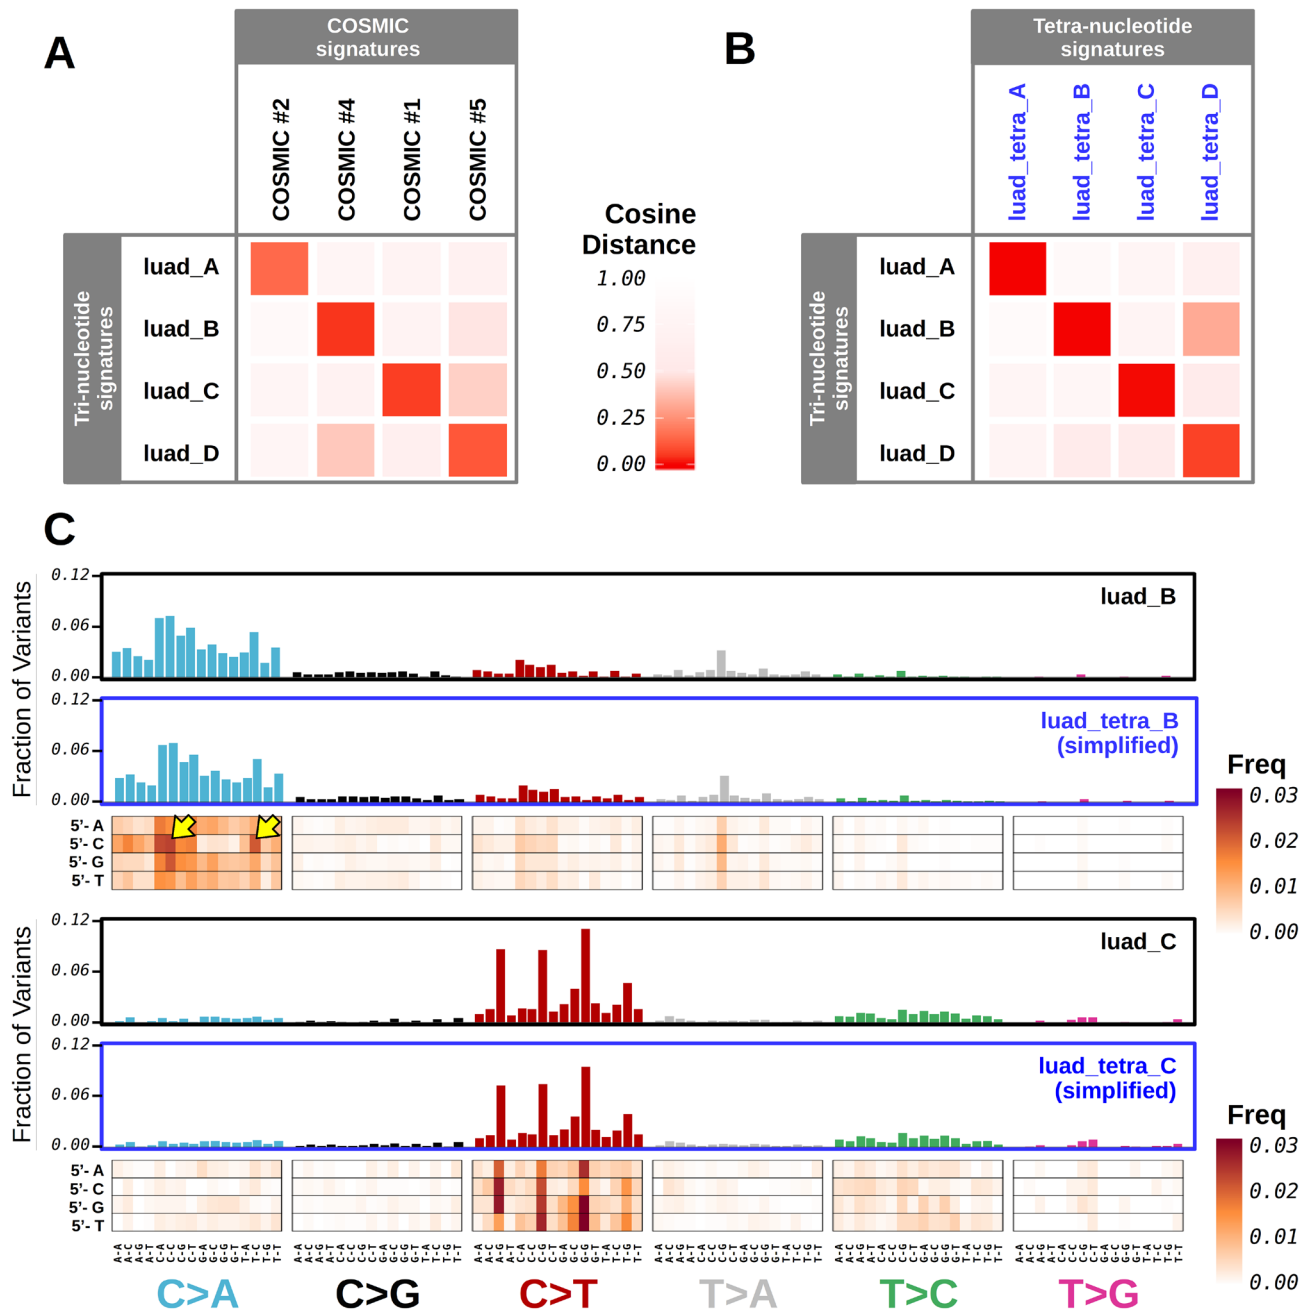 A
COSMIC
signatures
COSMIC #2
COSMIC #4
COSMIC #1
COSMIC #5
Tri-nucleotide
signatures
luad_A
luad_B
luad_C
luad_D
Cosine
Distance
1.00
0.75
0.50
0.25
0.00
B
Tetra-nucleotide
signatures
luad_tetra_A
luad_tetra_B
luad_tetra_C
luad_tetra_D
Tri-nucleotide
signatures
luad_A
luad_B
luad_C
luad_D
C
Fraction of Variants
0.12
0.06
0.00
luad_B
0.12
0.06
0.00
luad_tetra_B
(simplified)
5'- A
5'- C
5'- G
5'- T
Freq
0.03
0.02
0.01
0.00
Fraction of Variants
0.12
0.06
0.00
luad_C
0.12
0.06
0.00
luad_tetra_C
(simplified)
5'- A
5'- C
5'- G
5'- T
Freq
0.03
0.02
0.01
0.00
A-A A-C A-G A-T C-A C-C C-G C-T G-A G-C G-G G-T T-A T-C T-G T-T
A-A A-C A-G A-T C-A C-C C-G C-T G-A G-C G-G G-T T-A T-C T-G T-T
A-A A-C A-G A-T C-A C-C C-G C-T G-A G-C G-G G-T T-A T-C T-G T-T
A-A A-C A-G A-T C-A C-C C-G C-T G-A G-C G-G G-T T-A T-C T-G T-T
A-A A-C A-G A-T C-A C-C C-G C-T G-A G-C G-G G-T T-A T-C T-G T-T
A-A A-C A-G A-T C-A C-C C-G C-T G-A G-C G-G G-T T-A T-C T-G T-T
C>A C>G C>T T>A T>C T>G